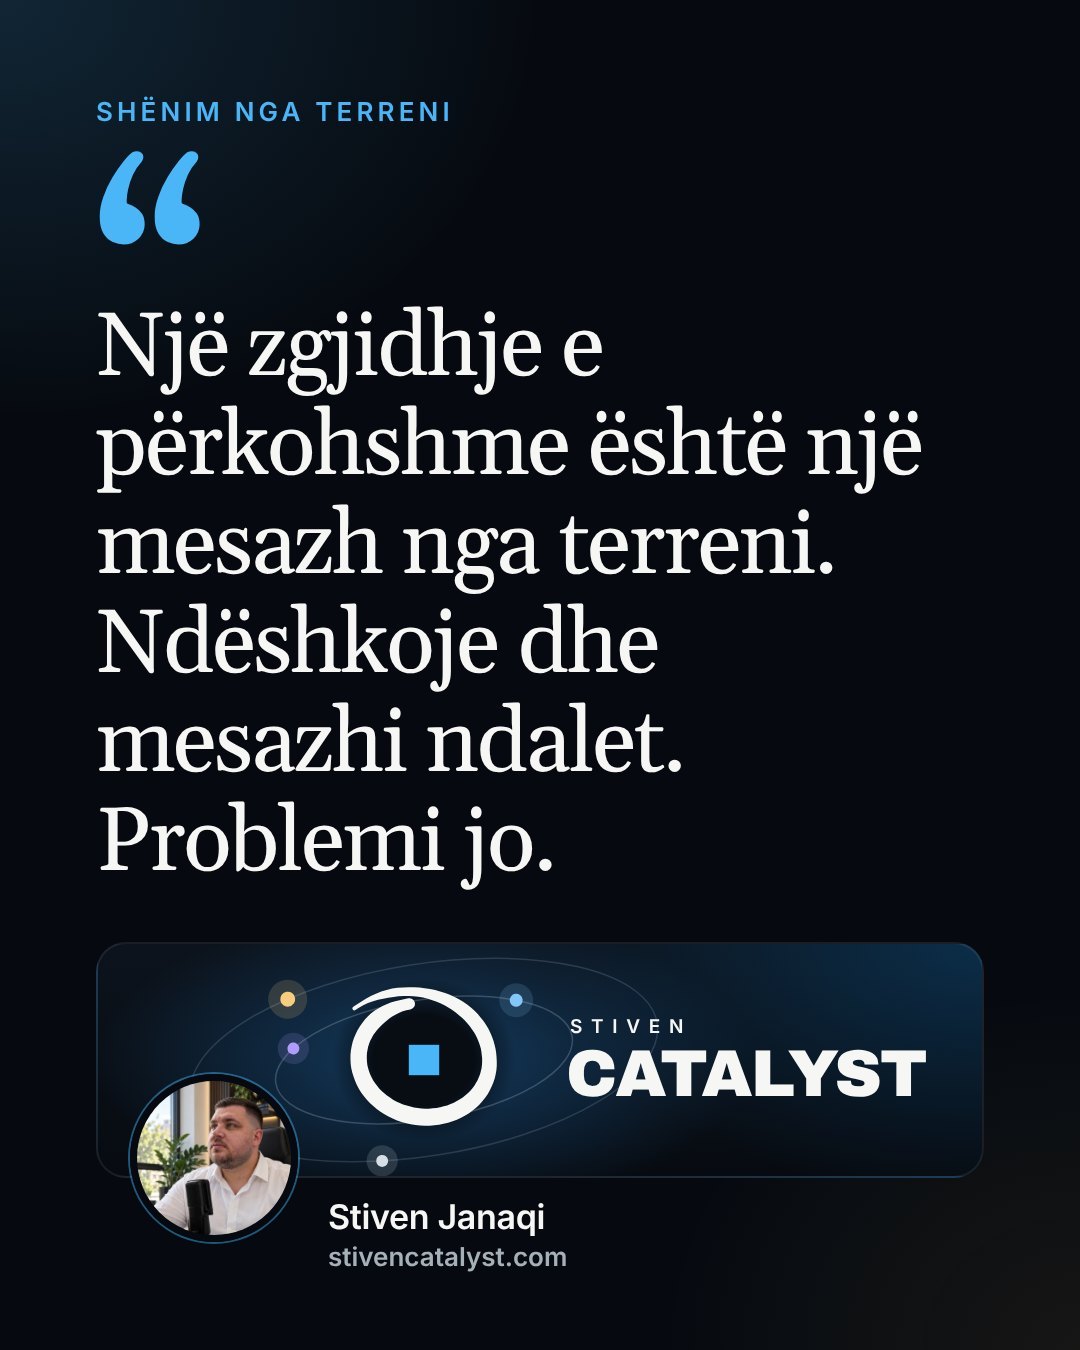 SHËNIM NGA TERRENI
“
Një zgjidhje e
përkohshme është një
mesazh nga terreni.
Ndëshkoje dhe
mesazhi ndalet.
Problemi jo.
STIVEN
CATALYST
Stiven Janaqi
stivencatalyst.com